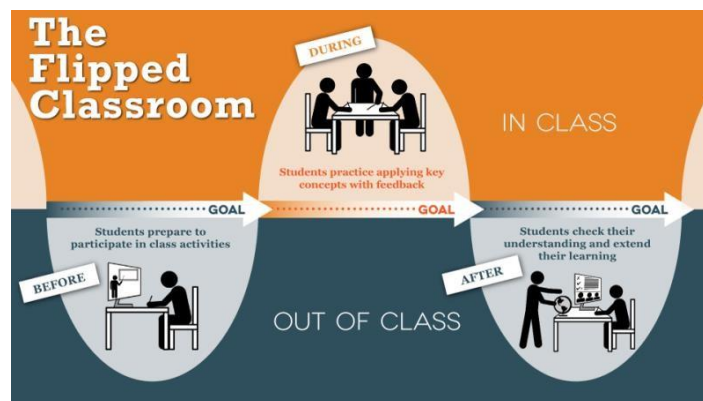 The
Flipped
Classroom
DURING
IN CLASS
Students practice applying key
concepts with feedback
GOAL
GOAL
GOAL
Students prepare to
participate in class activities
BEFORE
OUT OF CLASS
Students check their
understanding and extend
their learning
AFTER